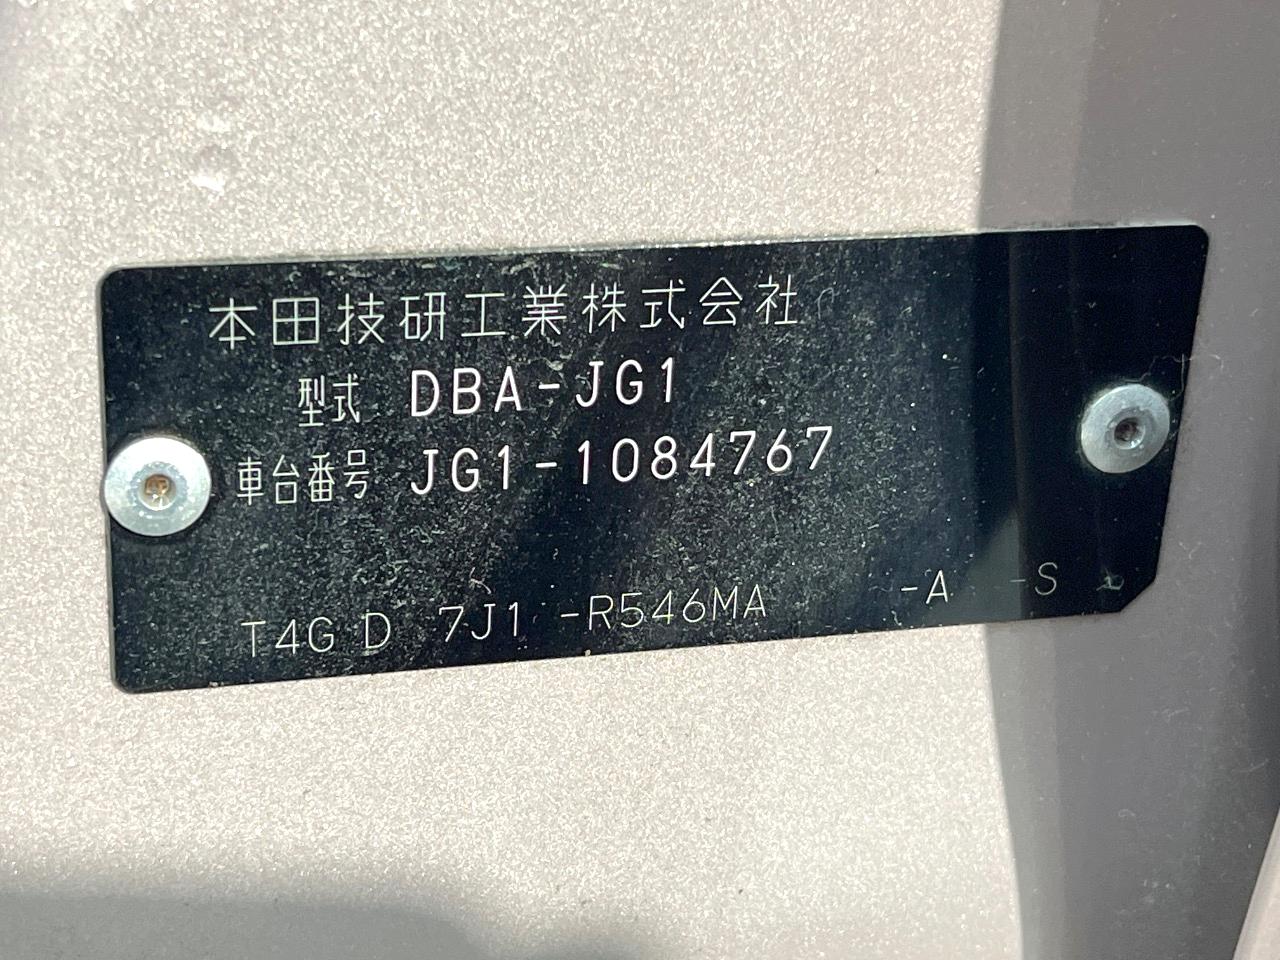 本田技研工業株式会社
型式 DBA-JG1
車台番号 JG1-1084767
T4G D 7J1 -R546MA -A -S